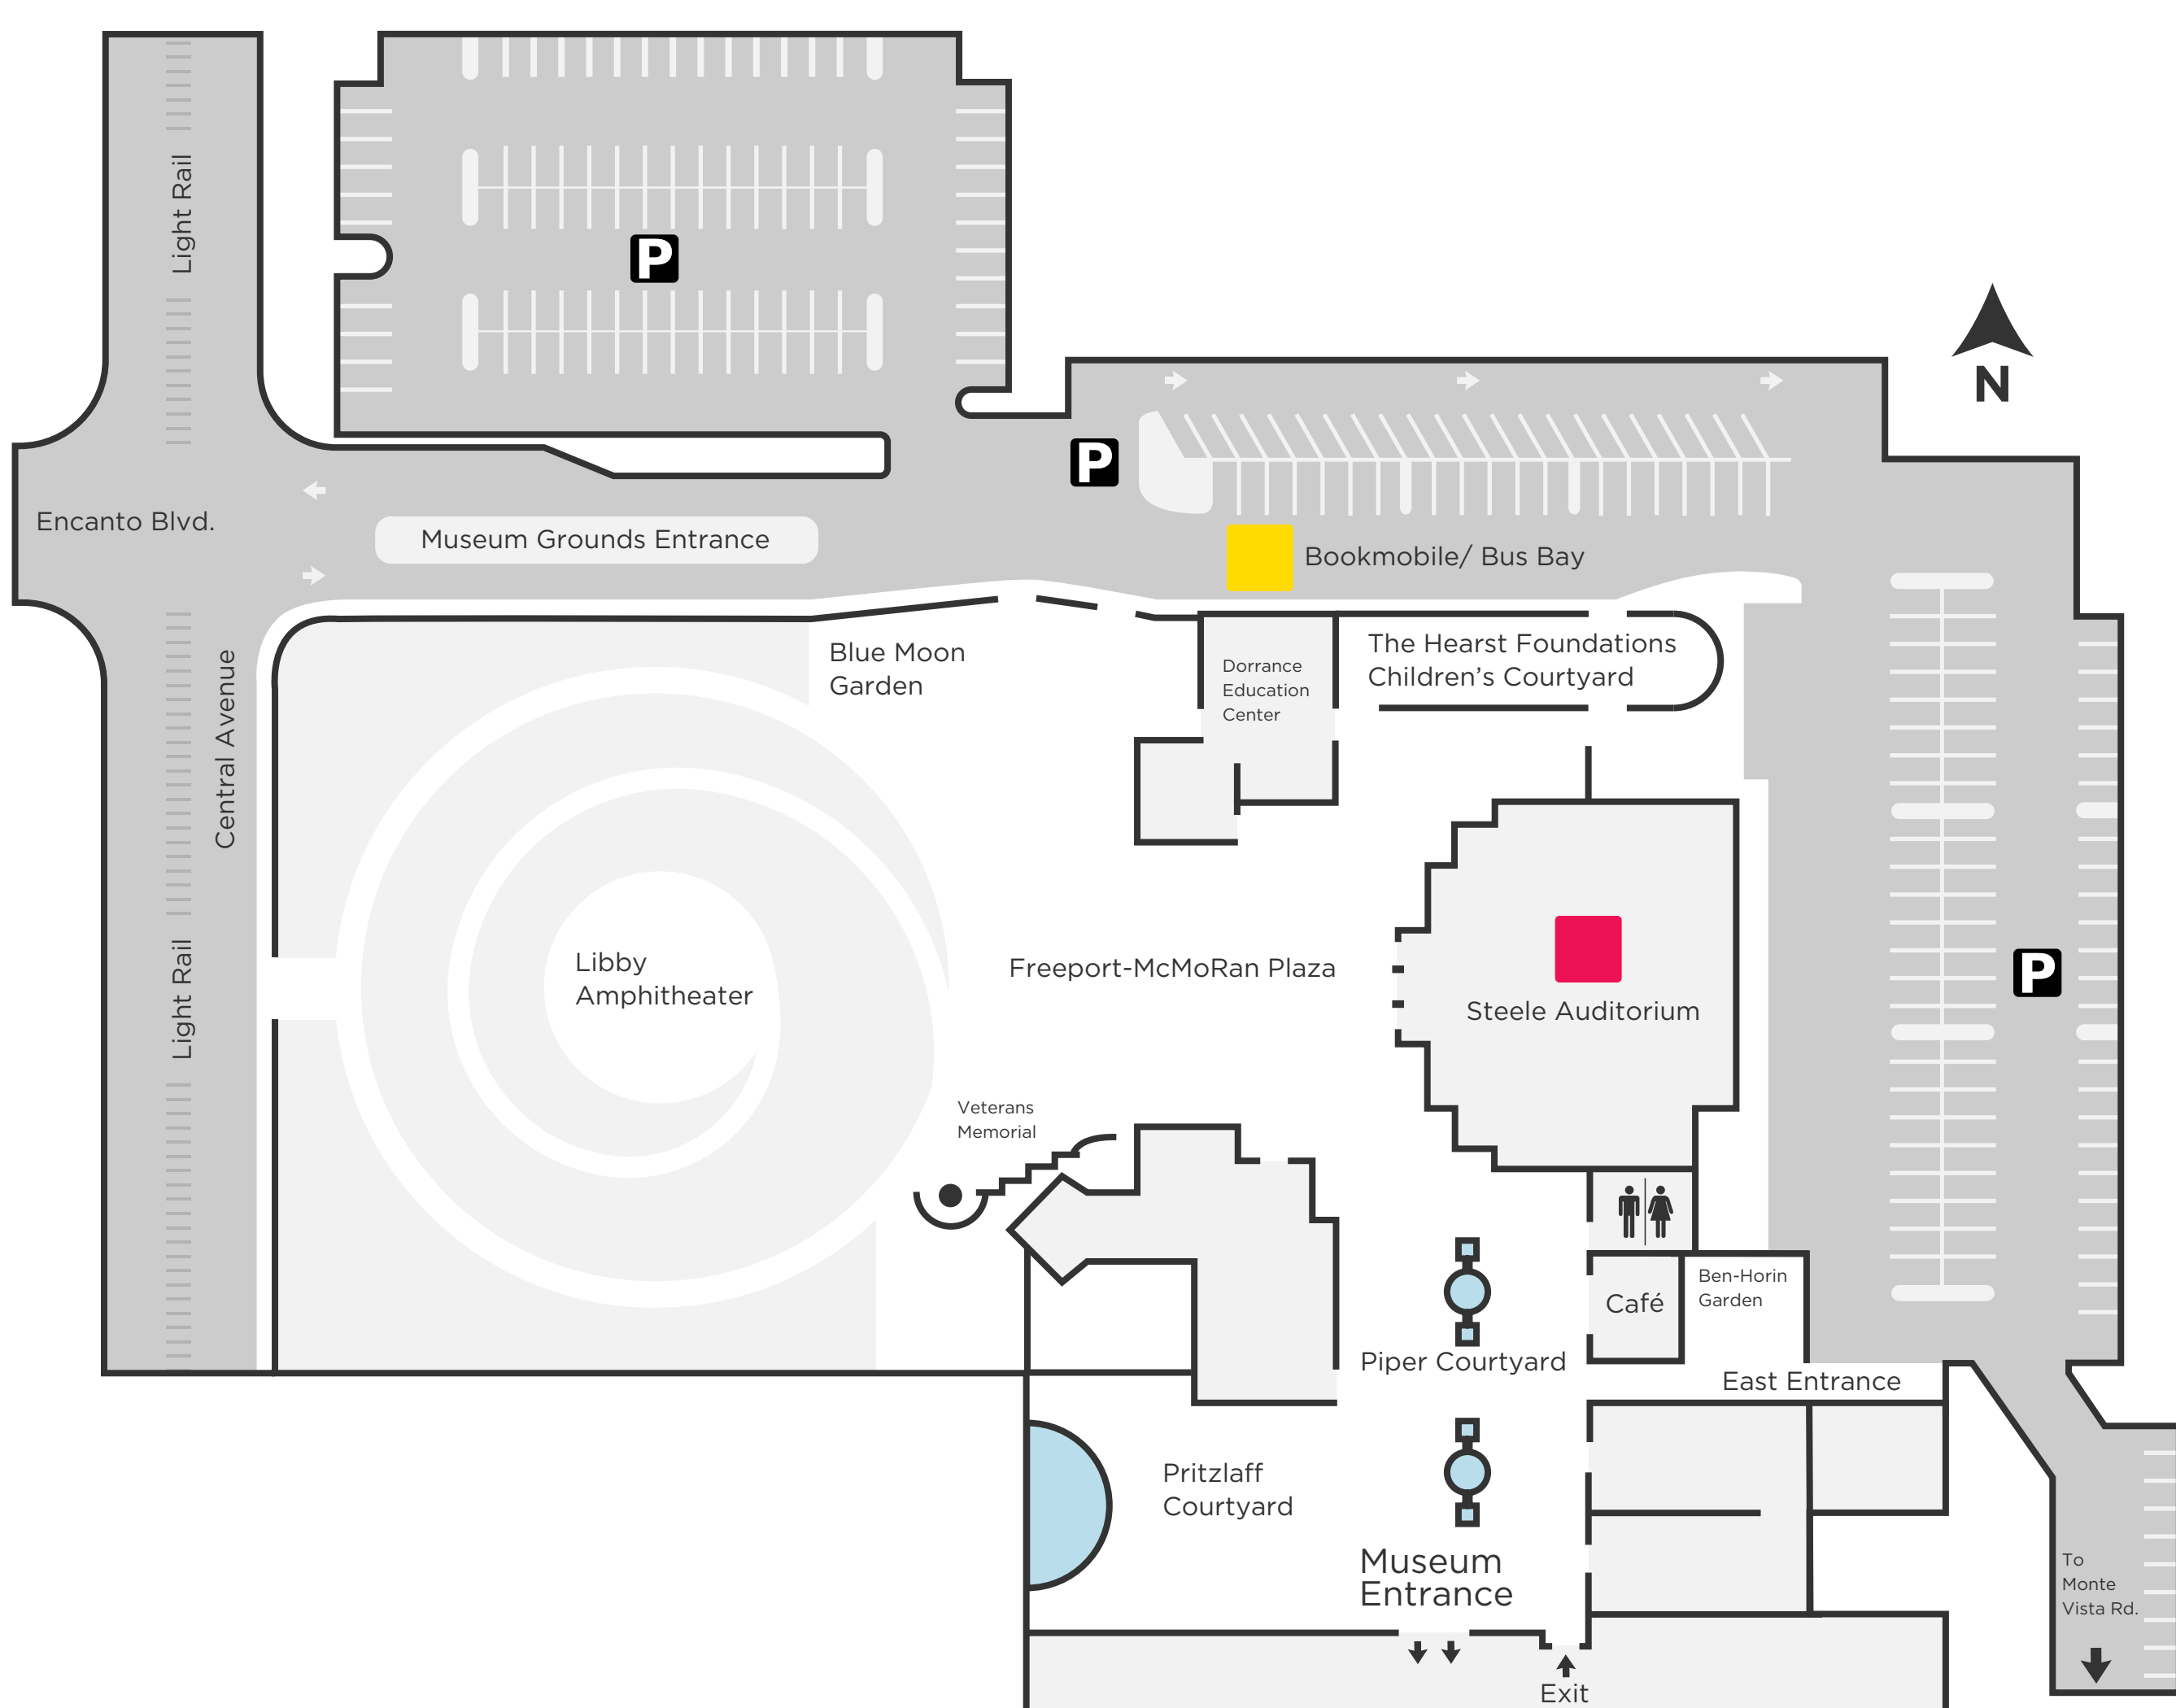 Light Rail
P
N
P
Encanto Blvd.
Museum Grounds Entrance
Bookmobile/ Bus Bay
Central Avenue
Blue Moon
Garden
Dorrance
Education
Center
The Hearst Foundations
Children’s Courtyard
Light Rail
Libby
Amphitheater
Freeport-McMoRan Plaza
Steele Auditorium
P
Veterans
Memorial
Café
Ben-Horin
Garden
Piper Courtyard
East Entrance
Pritzlaff
Courtyard
Museum
Entrance
To
Monte
Vista Rd.
Exit